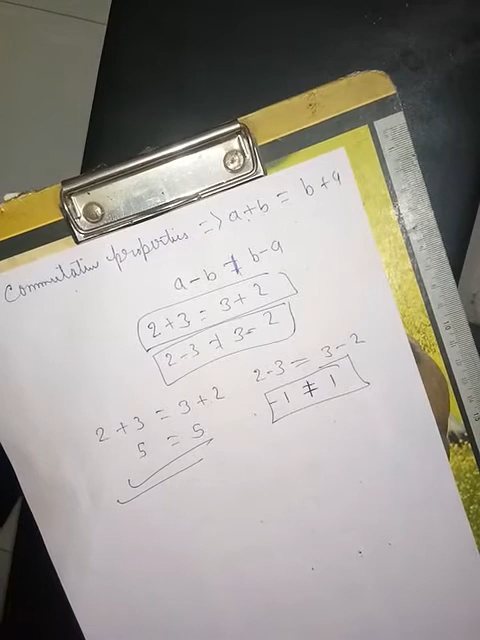 Commutativ properties => a+b = b+a
a-b ≠ b-a
2+3 = 3+2
2-3 ≠ 3-2
2+3 = 3+2
5 = 5
2-3 = 3-2
-1 ≠ 1